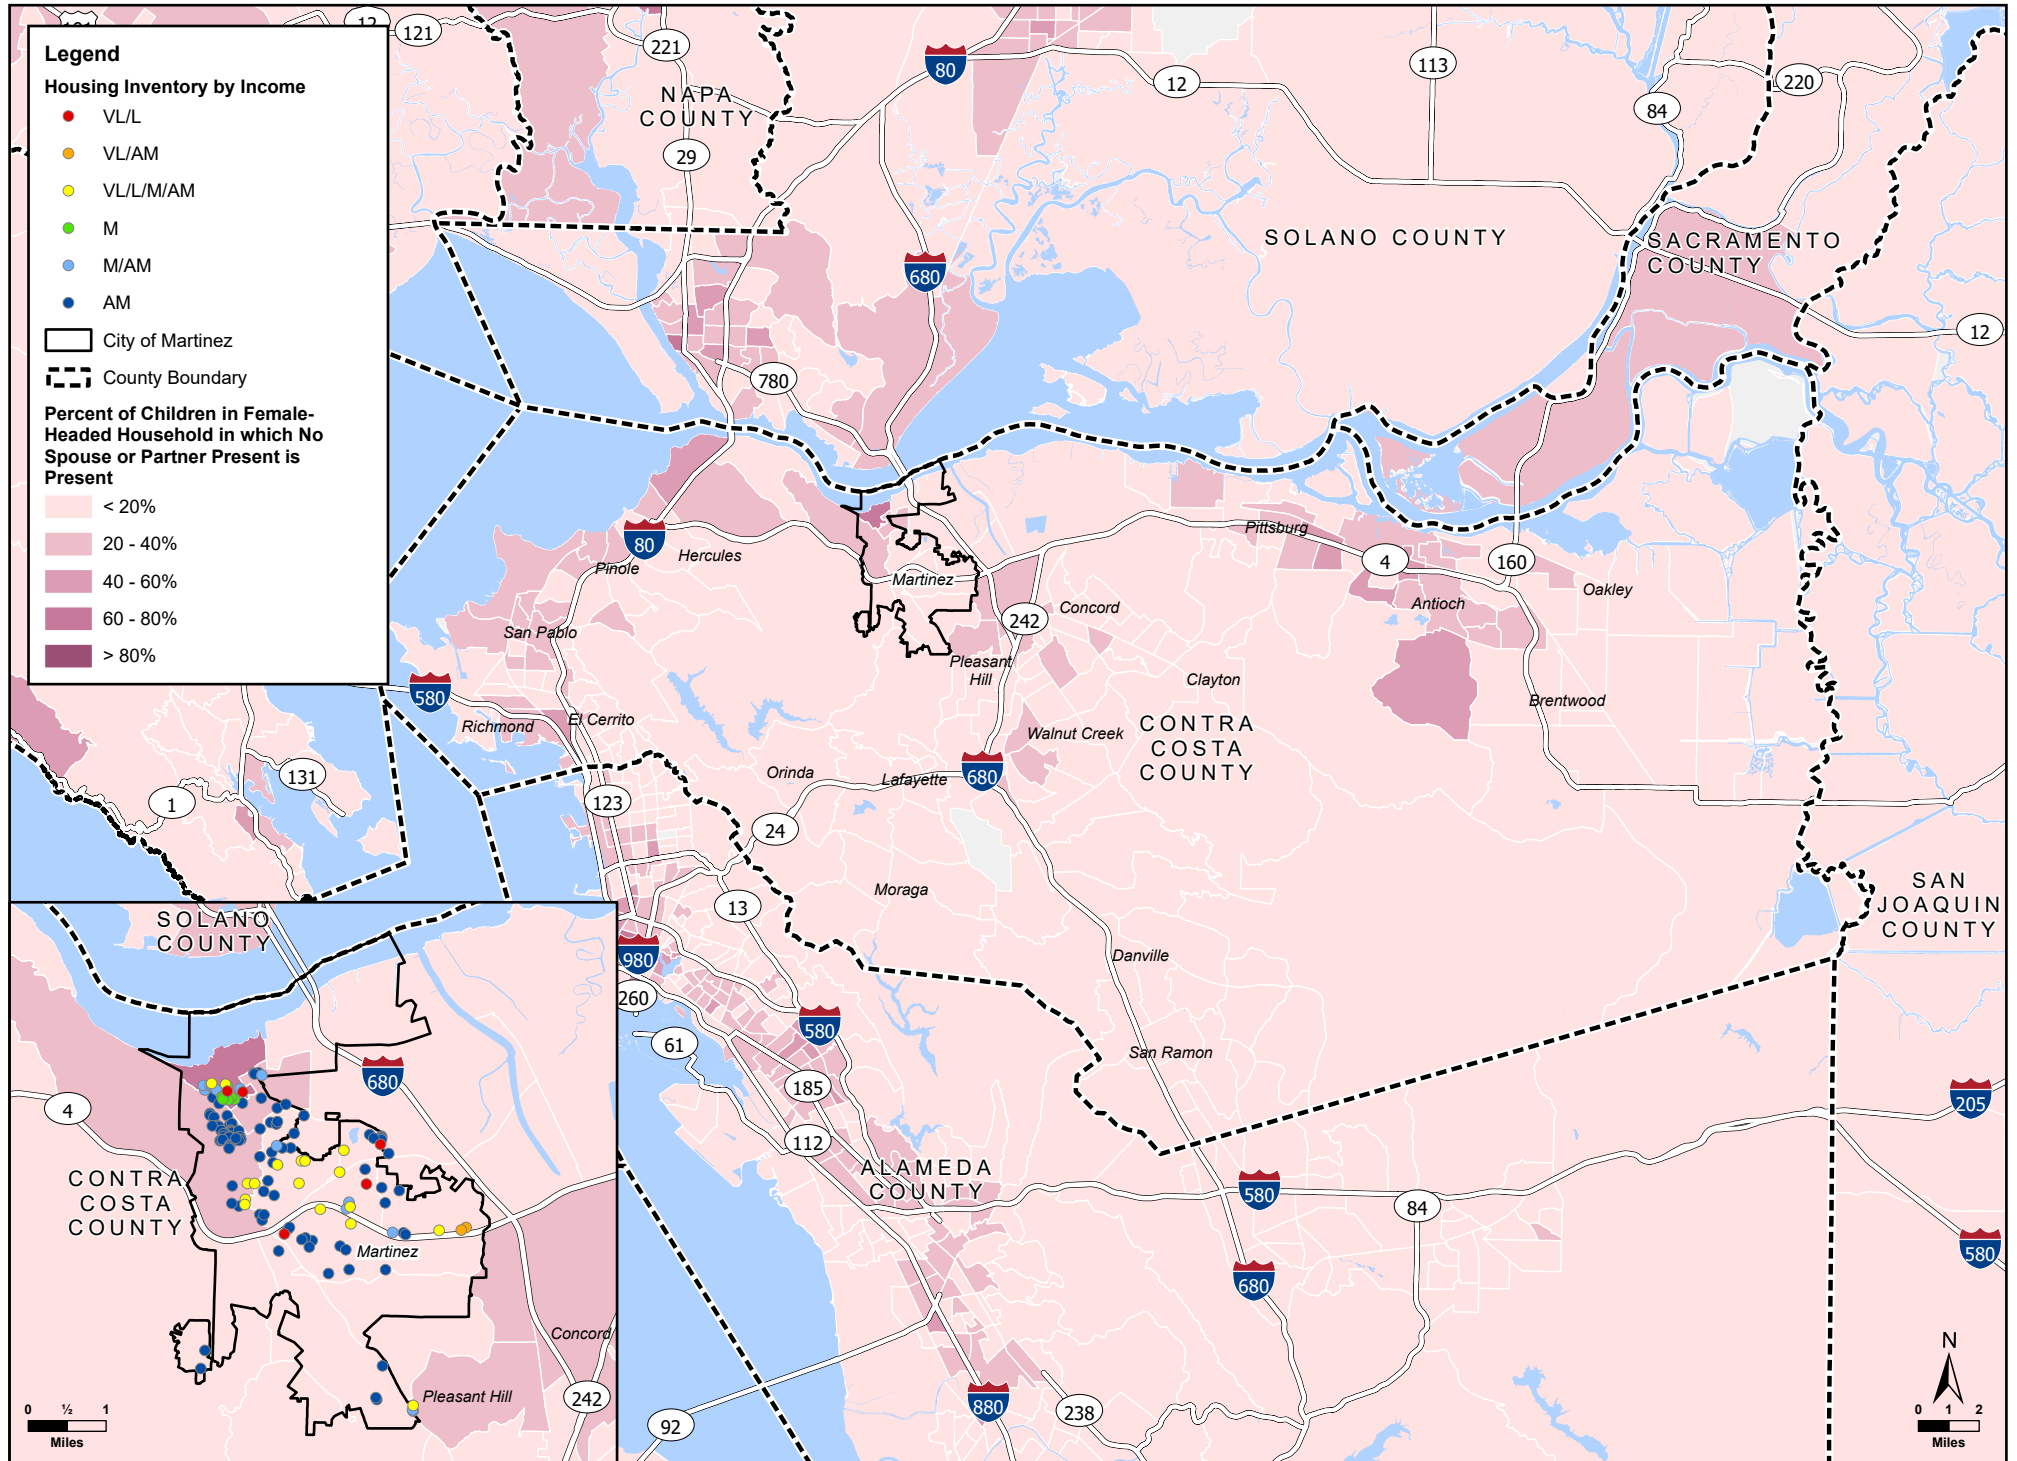 Legend
Housing Inventory by Income
VL/L
VL/AM
VL/L/M/AM
M
M/AM
AM
City of Martinez
County Boundary
Percent of Children in Female-
Headed Household in which No
Spouse or Partner Present is
Present
< 20%
20 - 40%
40 - 60%
60 - 80%
> 80%
12
121
221
80
12
113
84
220
NAPA
COUNTY
29
680
SOLANO COUNTY
SACRAMENTO
COUNTY
12
780
80
Hercules
Pinole
Martinez
Pittsburg
4
160
Oakley
Antioch
Concord
242
San Pablo
Pleasant
Hill
Clayton
580
Richmond
El Cerrito
Brentwood
Walnut Creek
CONTRA
COSTA
COUNTY
131
1
Orinda
Lafayette
680
123
24
Moraga
13
SAN
JOAQUIN
COUNTY
980
Danville
260
580
61
San Ramon
185
205
112
ALAMEDA
COUNTY
580
84
580
680
880
238
92
N
0 1 2
Miles
SOLANO
COUNTY
680
4
CONTRA
COSTA
COUNTY
Martinez
Concord
Pleasant Hill
242
0 ½ 1
Miles